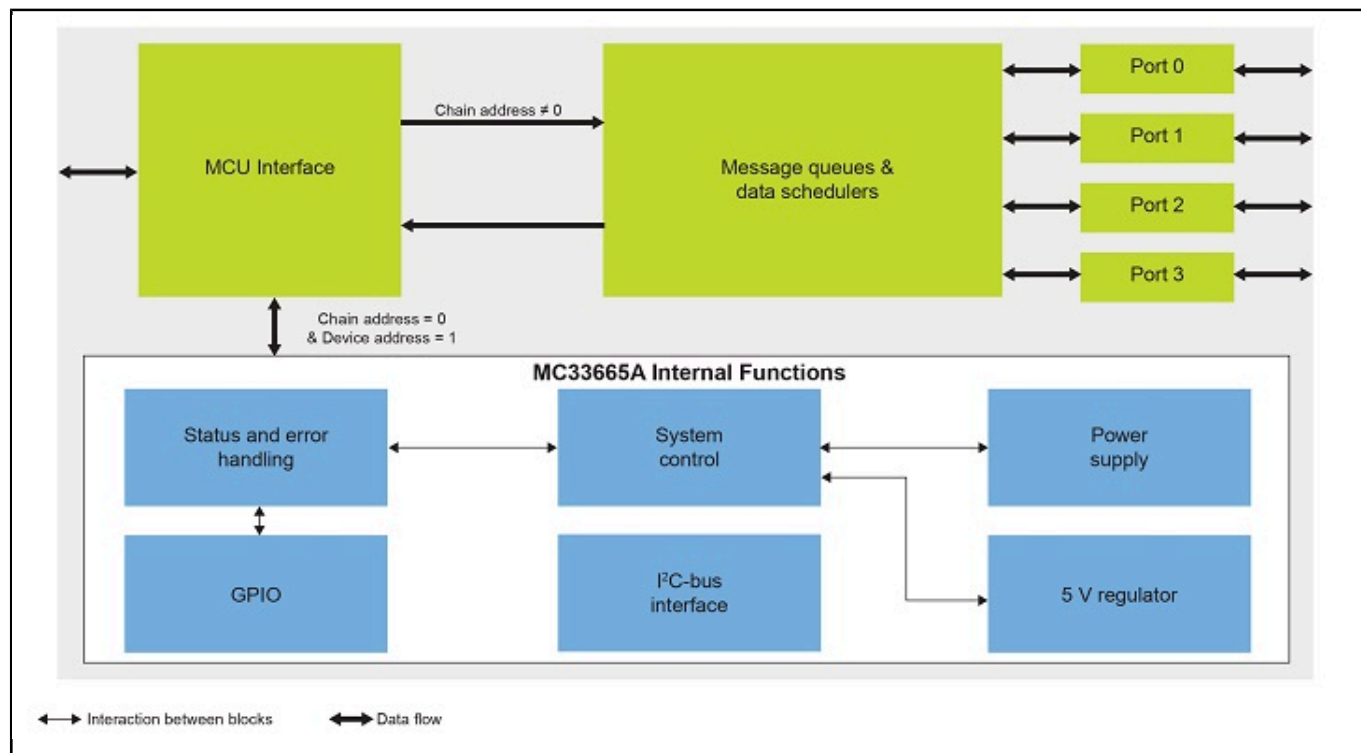 MCU Interface
Chain address ≠ 0
Message queues &
data schedulers
Port 0
Port 1
Port 2
Port 3
Chain address = 0
& Device address = 1
MC33665A Internal Functions
Status and error
handling
System
control
Power
supply
GPIO
I²C-bus
interface
5 V regulator
Interaction between blocks
Data flow